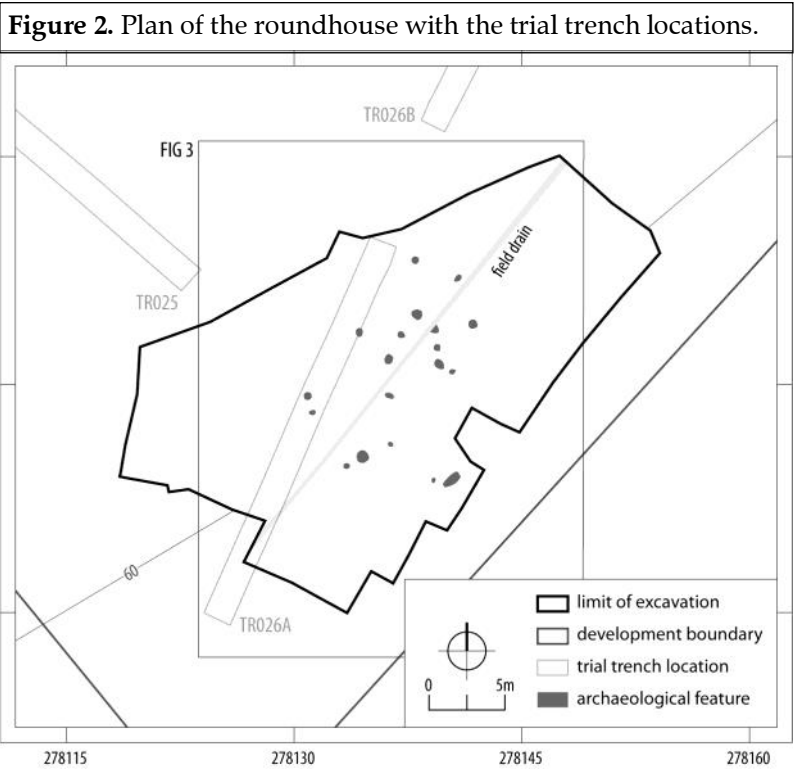 Figure 2. Plan of the roundhouse with the trial trench locations.
TR026B
FIG 3
field drain
TR025
60
TR026A
limit of excavation
development boundary
trial trench location
archaeological feature
0 5m
278115 278130 278145 278160